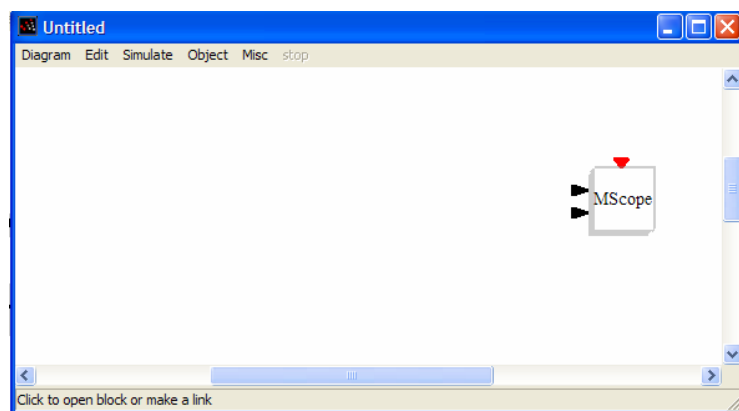 Untitled
Diagram Edit Simulate Object Misc stop
MScope
Click to open block or make a link